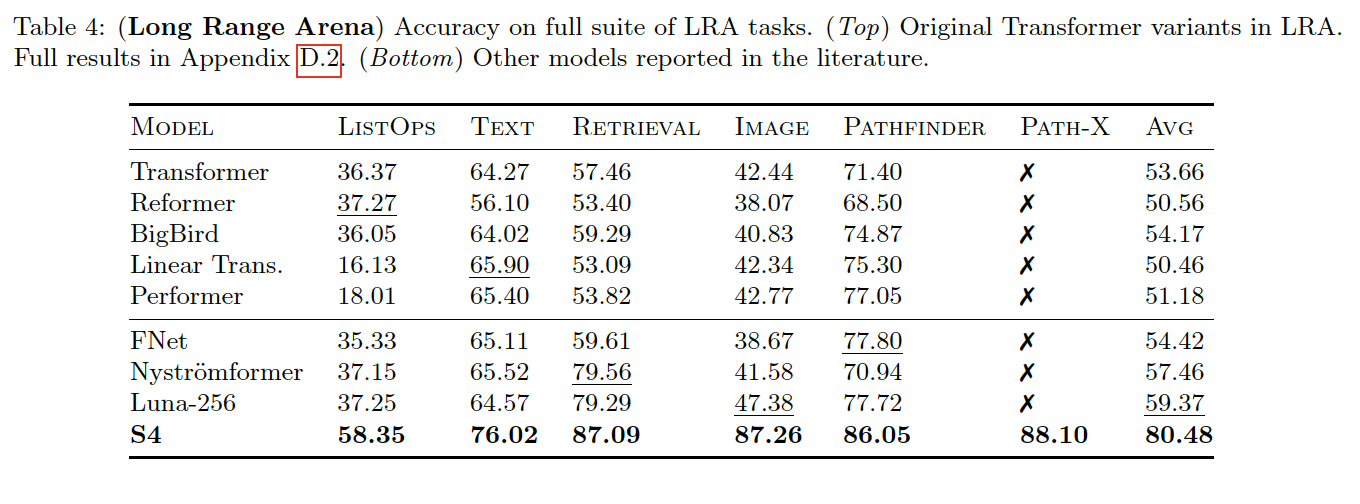 Table 4: (Long Range Arena) Accuracy on full suite of LRA tasks. (Top) Original Transformer variants in LRA.
Full results in Appendix D.2. (Bottom) Other models reported in the literature.
MODEL LISTOPS TEXT RETRIEVAL IMAGE PATHFINDER PATH-X AVG
Transformer 36.37 64.27 57.46 42.44 71.40 ✗ 53.66
Reformer 37.27 56.10 53.40 38.07 68.50 ✗ 50.56
BigBird 36.05 64.02 59.29 40.83 74.87 ✗ 54.17
Linear Trans. 16.13 65.90 53.09 42.34 75.30 ✗ 50.46
Performer 18.01 65.40 53.82 42.77 77.05 ✗ 51.18
FNet 35.33 65.11 59.61 38.67 77.80 ✗ 54.42
Nyströmformer 37.15 65.52 79.56 41.58 70.94 ✗ 57.46
Luna-256 37.25 64.57 79.29 47.38 77.72 ✗ 59.37
S4 58.35 76.02 87.09 87.26 86.05 88.10 80.48